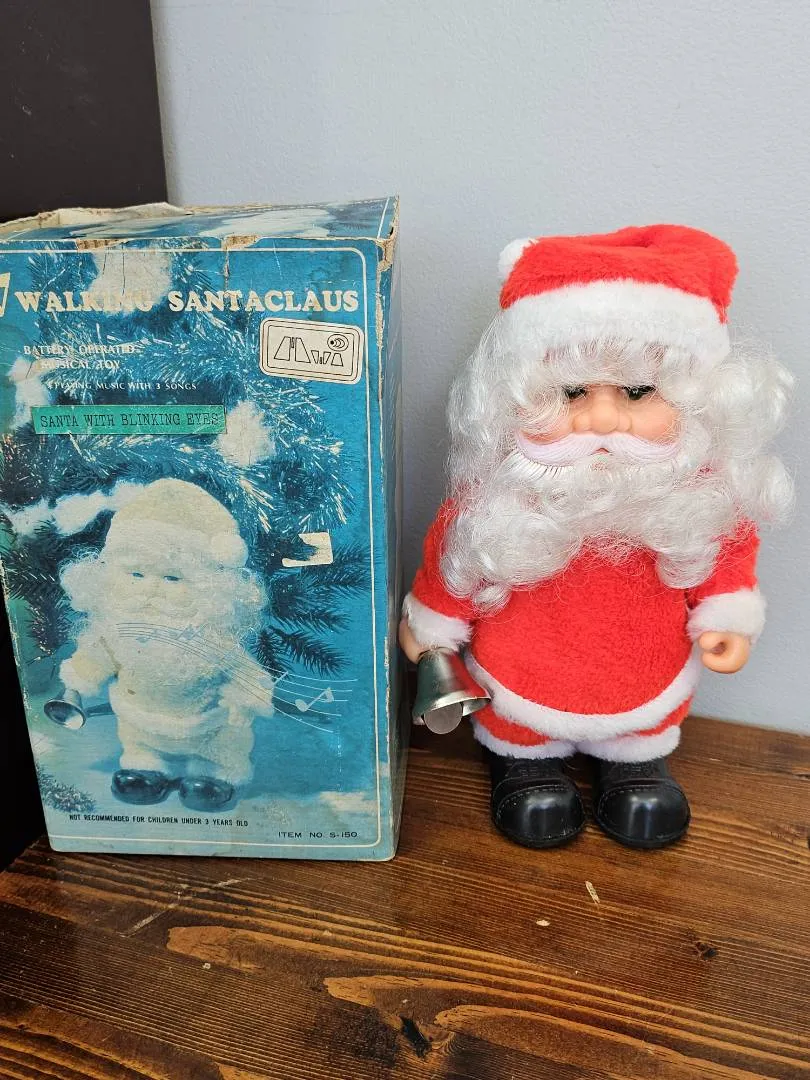 WALKING SANTACLAUS
BATTERY OPERATED
MUSICAL TOY
PLAYING MUSIC WITH 3 SONGS
SANTA WITH BLINKING EYES
NOT RECOMMENDED FOR CHILDREN UNDER 3 YEARS OLD
ITEM NO. S-150